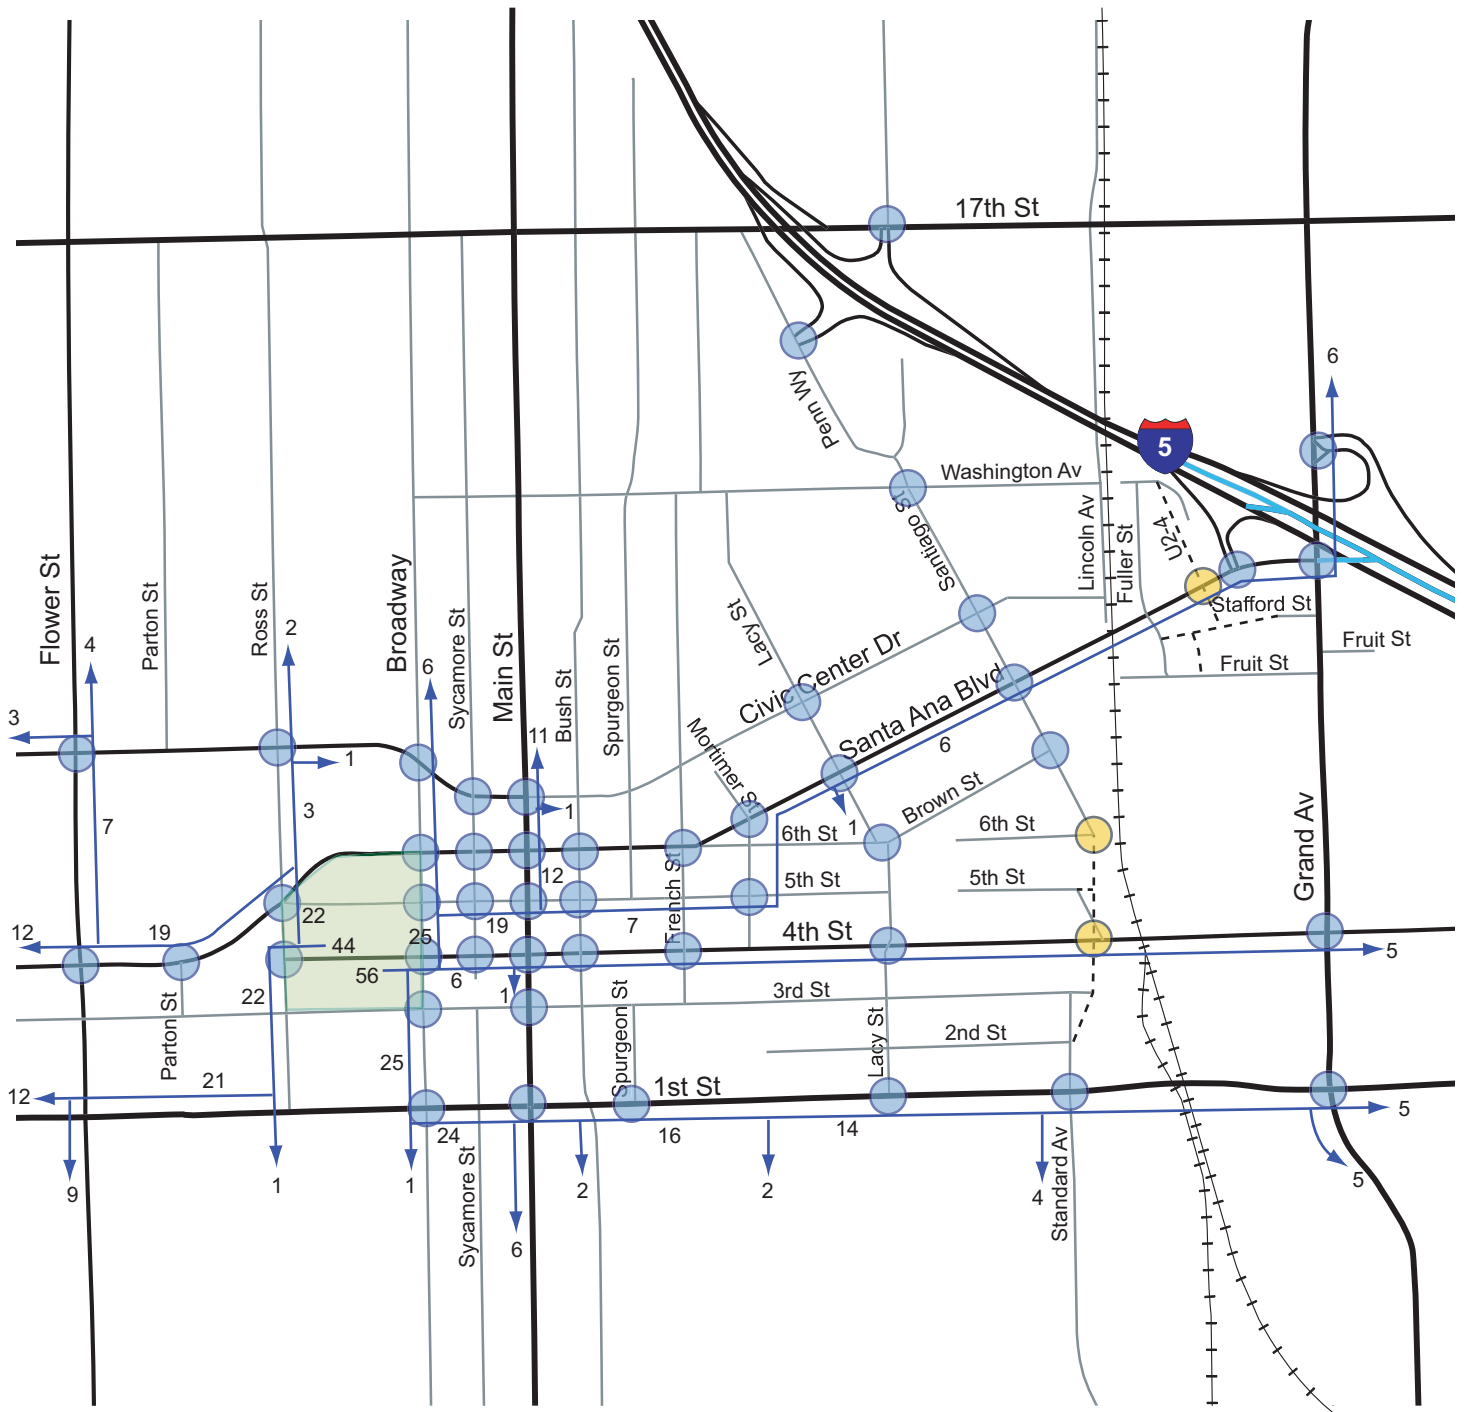 17th St
6
5
Penn Wy
Washington Av
Santiago St
Lincoln Av
Fuller St
U2-4
Flower St
Parton St
Ross St
Broadway
Sycamore St
Main St
Bush St
Spurgeon St
Lacy St
Civic Center Dr
Stafford St
Fruit St
Fruit St
4
2
6
3
1
11
1
Mortimer St
Santa Ana Blvd
6
1
Brown St
7
3
6th St
6th St
12
French St
5th St
5th St
Grand Av
12
19
22
44
25
19
7
4th St
5
56
6
22
1
3rd St
Parton St
Spurgeon St
Lacy St
2nd St
25
21
12
1st St
5
24
16
14
9
1
1
Sycamore St
6
2
2
4
Standard Av
5